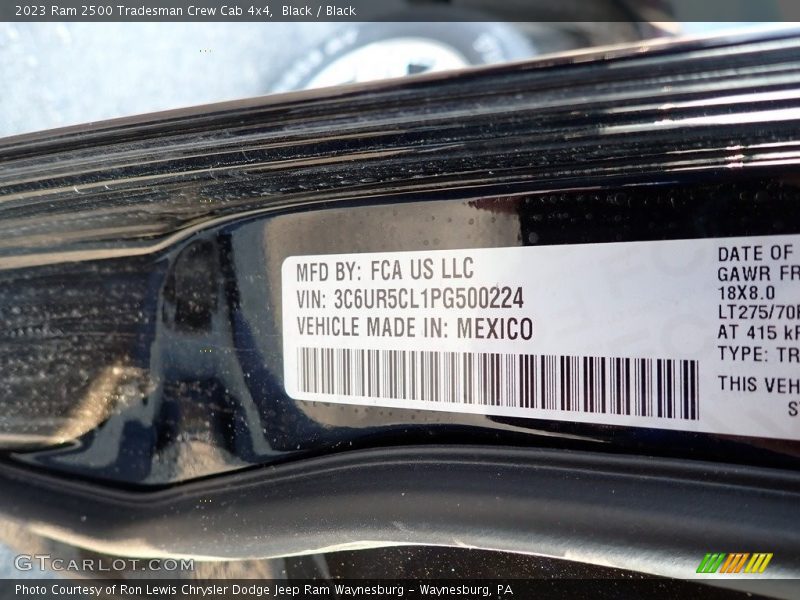 2023 Ram 2500 Tradesman Crew Cab 4x4,  Black / Black
MFD BY: FCA US LLC
VIN: 3C6UR5CL1PG500224
VEHICLE MADE IN: MEXICO
DATE OF
GAWR FR
18X8.0
LT275/70
AT 415
TYPE: TR
THIS VEH
GTCARLOT.COM
Photo Courtesy of Ron Lewis Chrysler Dodge Jeep Ram Waynesburg – Waynesburg, PA